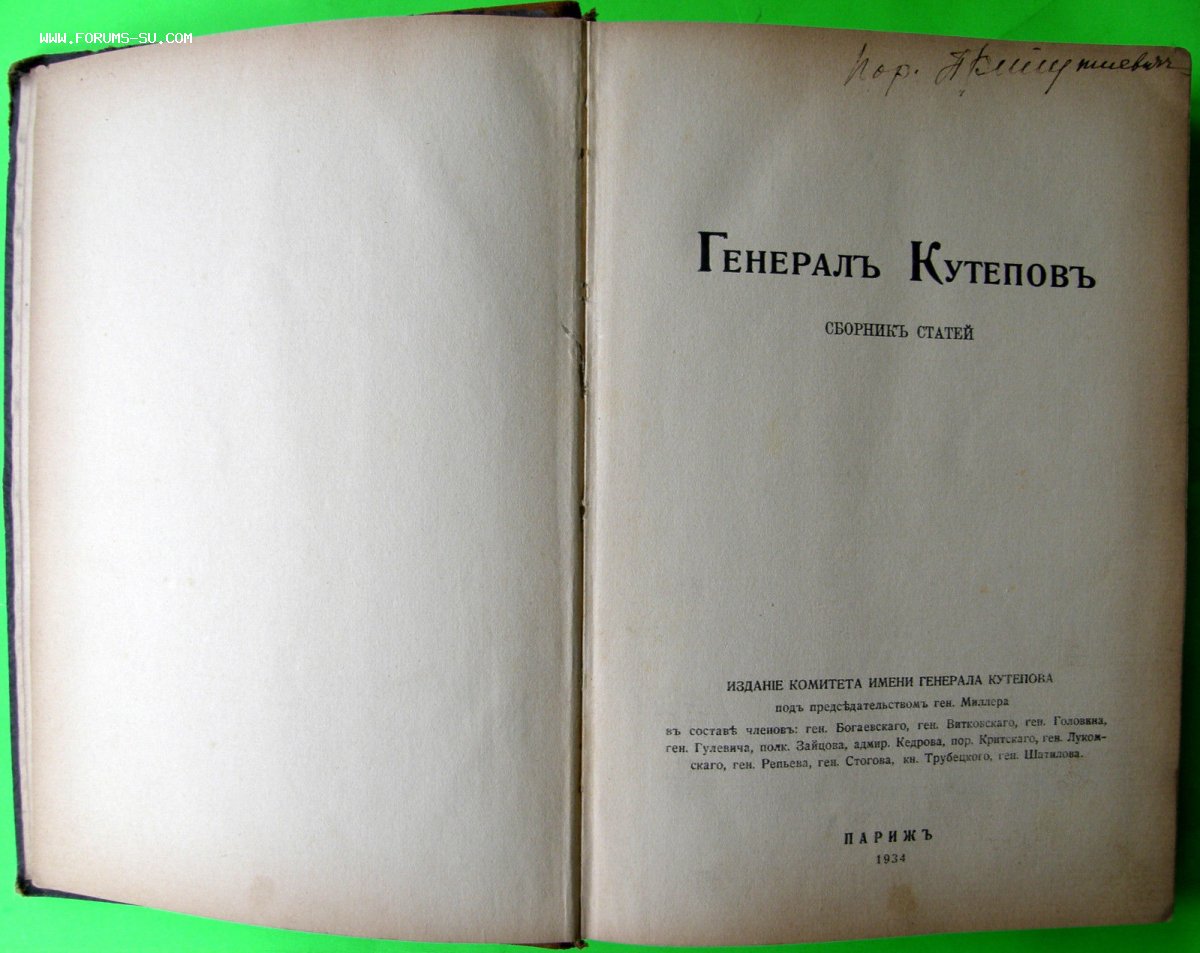 WWW.FORUMS-SU.COM
Пор.
Генералъ Кутеповъ
СБОРНИКЪ СТАТЕЙ
ИЗДАНІЕ КОМИТЕТА ИМЕНИ ГЕНЕРАЛА КУТЕПОВА
подъ предсѣдательствомъ ген. Миллера
въ составѣ членовъ: ген. Богаевскаго, ген. Витковскаго, ген. Головина,
ген. Гулевича, полк. Зайцова, адмир. Кедрова, пор. Критскаго, ген. Луком-
скаго, ген. Репьева, ген. Стогова, кн. Трубецкого, ген. Шатилова.
ПАРИЖЪ
1934